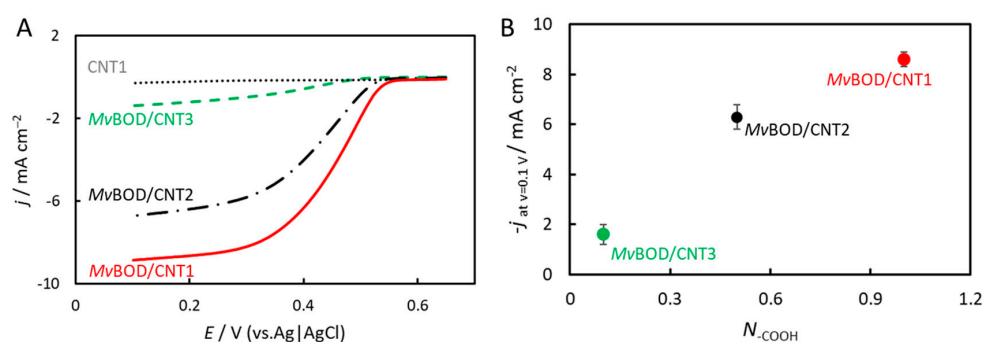 A
2
-2
-6
-10
j / mA cm–2
CNT1
MvBOD/CNT3
MvBOD/CNT2
MvBOD/CNT1
0
0.2
0.4
0.6
E / V (vs.Ag|AgCl)
B
10
8
6
4
2
0
-j at v=0.1 V / mA cm–2
MvBOD/CNT1
MvBOD/CNT2
MvBOD/CNT3
0
0.3
0.6
0.9
1.2
N-COOH